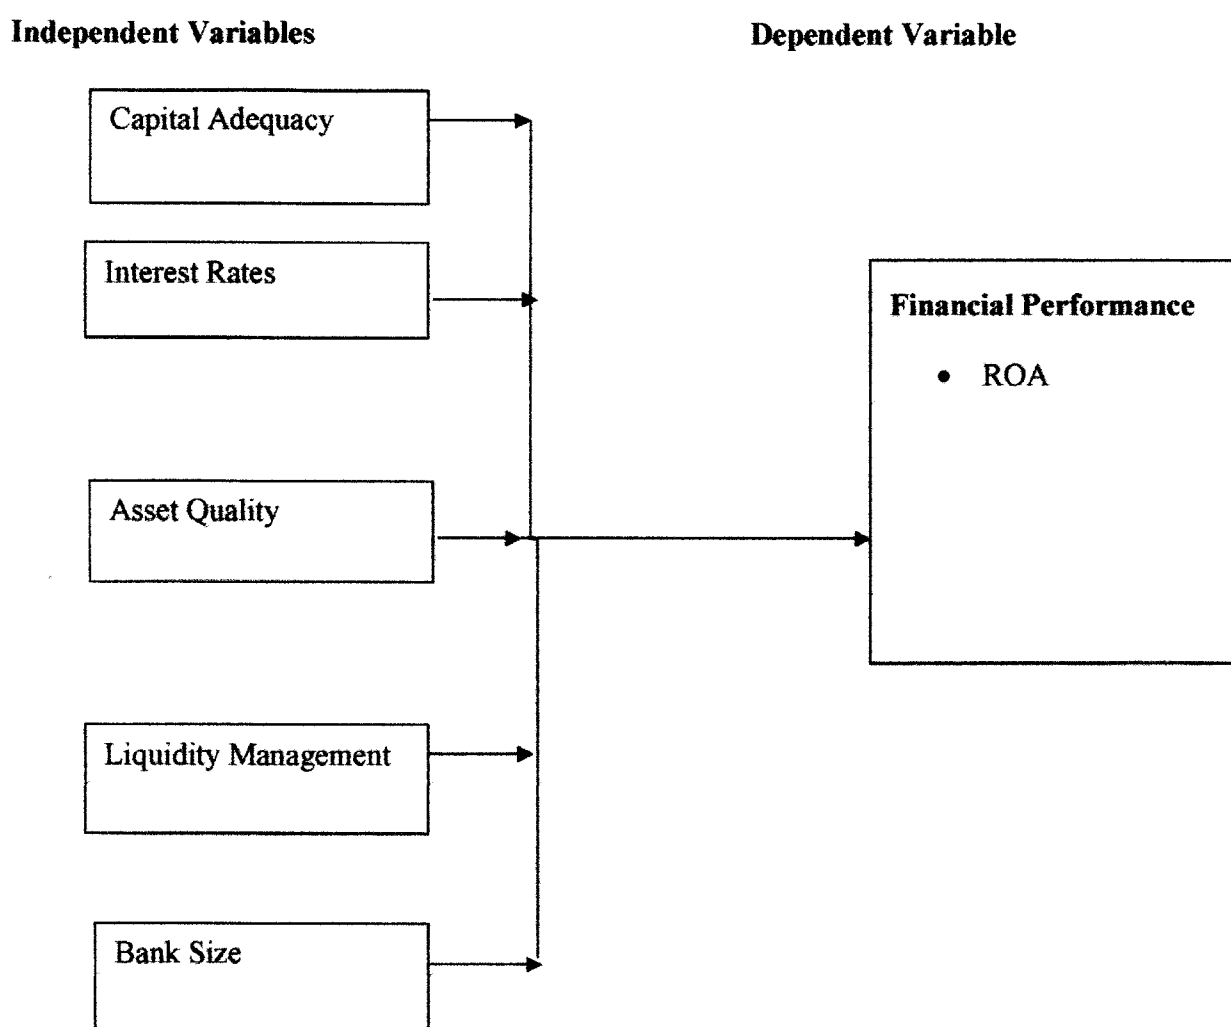 Independent Variables
Dependent Variable
Capital Adequacy
Interest Rates
Financial Performance
• ROA
Asset Quality
Liquidity Management
Bank Size